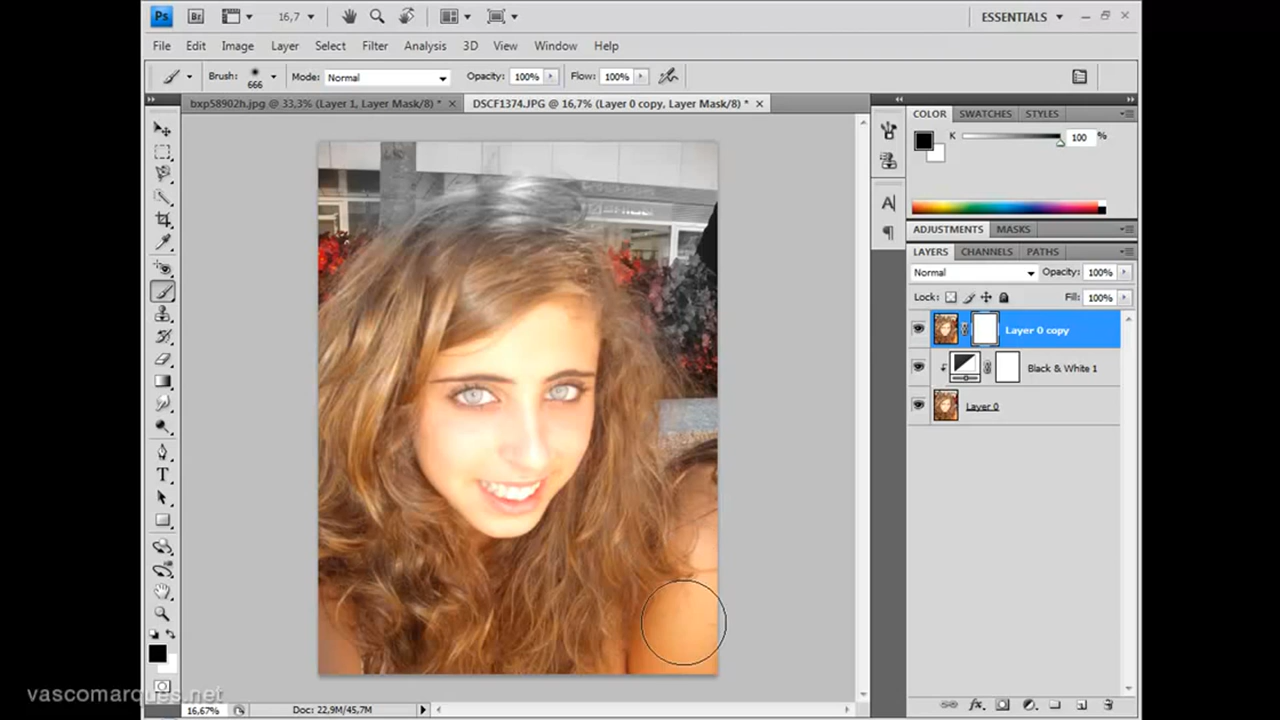 Ps Br 16,7 ESSENTIALS
File Edit Image Layer Select Filter Analysis 3D View Window Help
Brush: 666 Mode: Normal Opacity: 100% Flow: 100%
bxp58902h.jpg @ 33,3% (Layer 1, Layer Mask/8) * DSCF1374.JPG @ 16,7% (Layer 0 copy, Layer Mask/8) *
COLOR SWATCHES STYLES
K 100 %
ADJUSTMENTS MASKS
LAYERS CHANNELS PATHS
Normal Opacity: 100%
Lock: Fill: 100%
Layer 0 copy
Black & White 1
Layer 0
vascomarques.net
16,67% Doc: 22,9M/45,7M